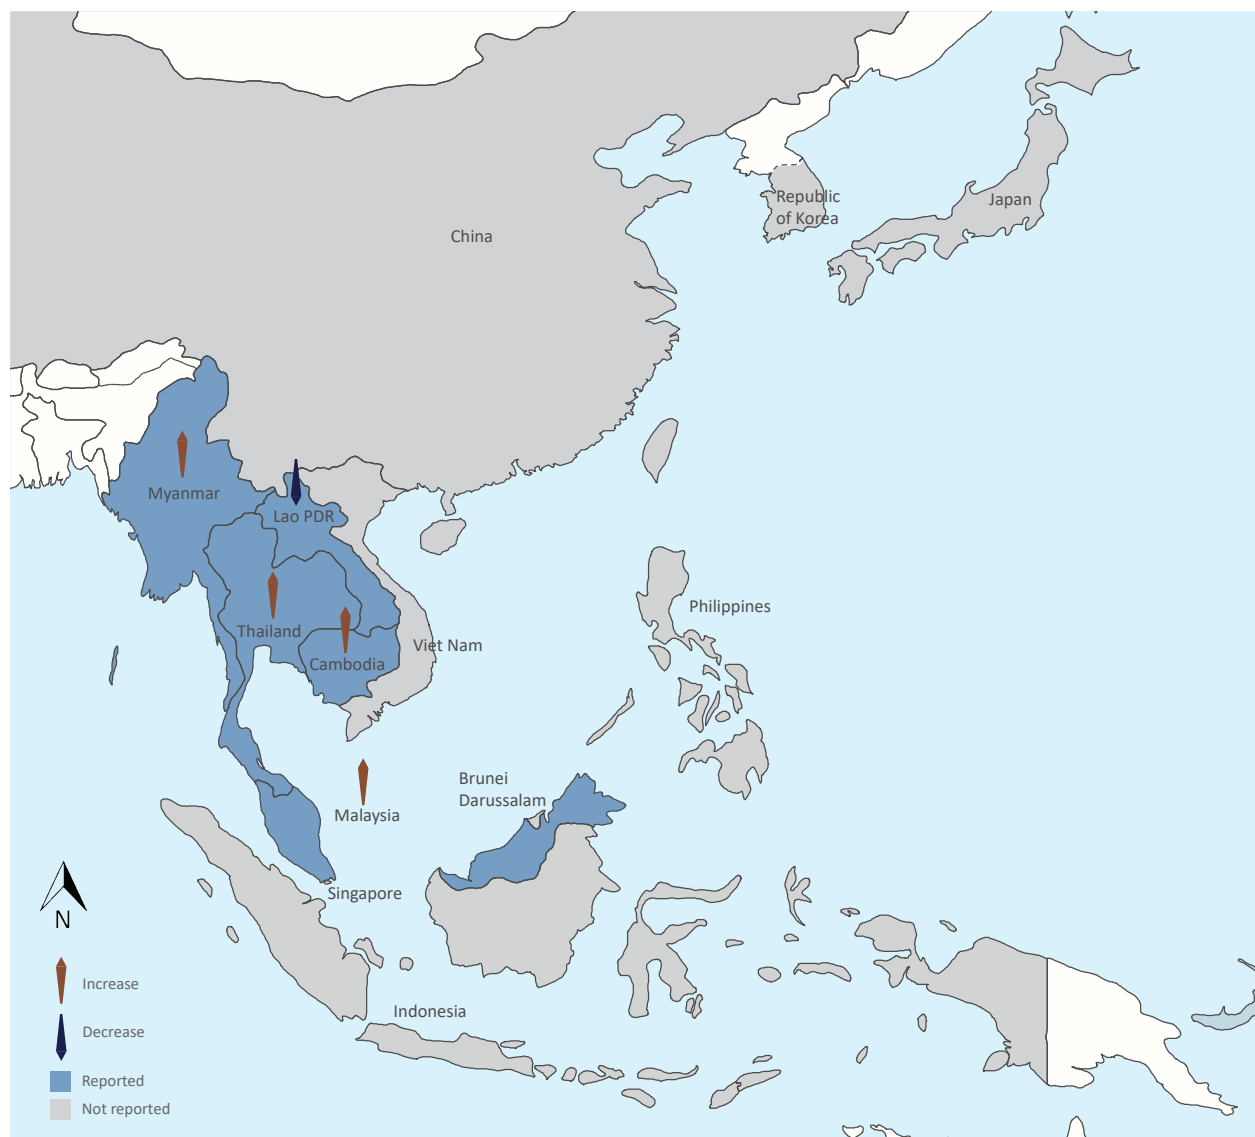 Republic
of Korea
Japan
China
Myanmar
Lao PDR
Philippines
Thailand
Viet Nam
Cambodia
Brunei
Darussalam
Malaysia
Singapore
N
Increase
Indonesia
Decrease
Reported
Not reported